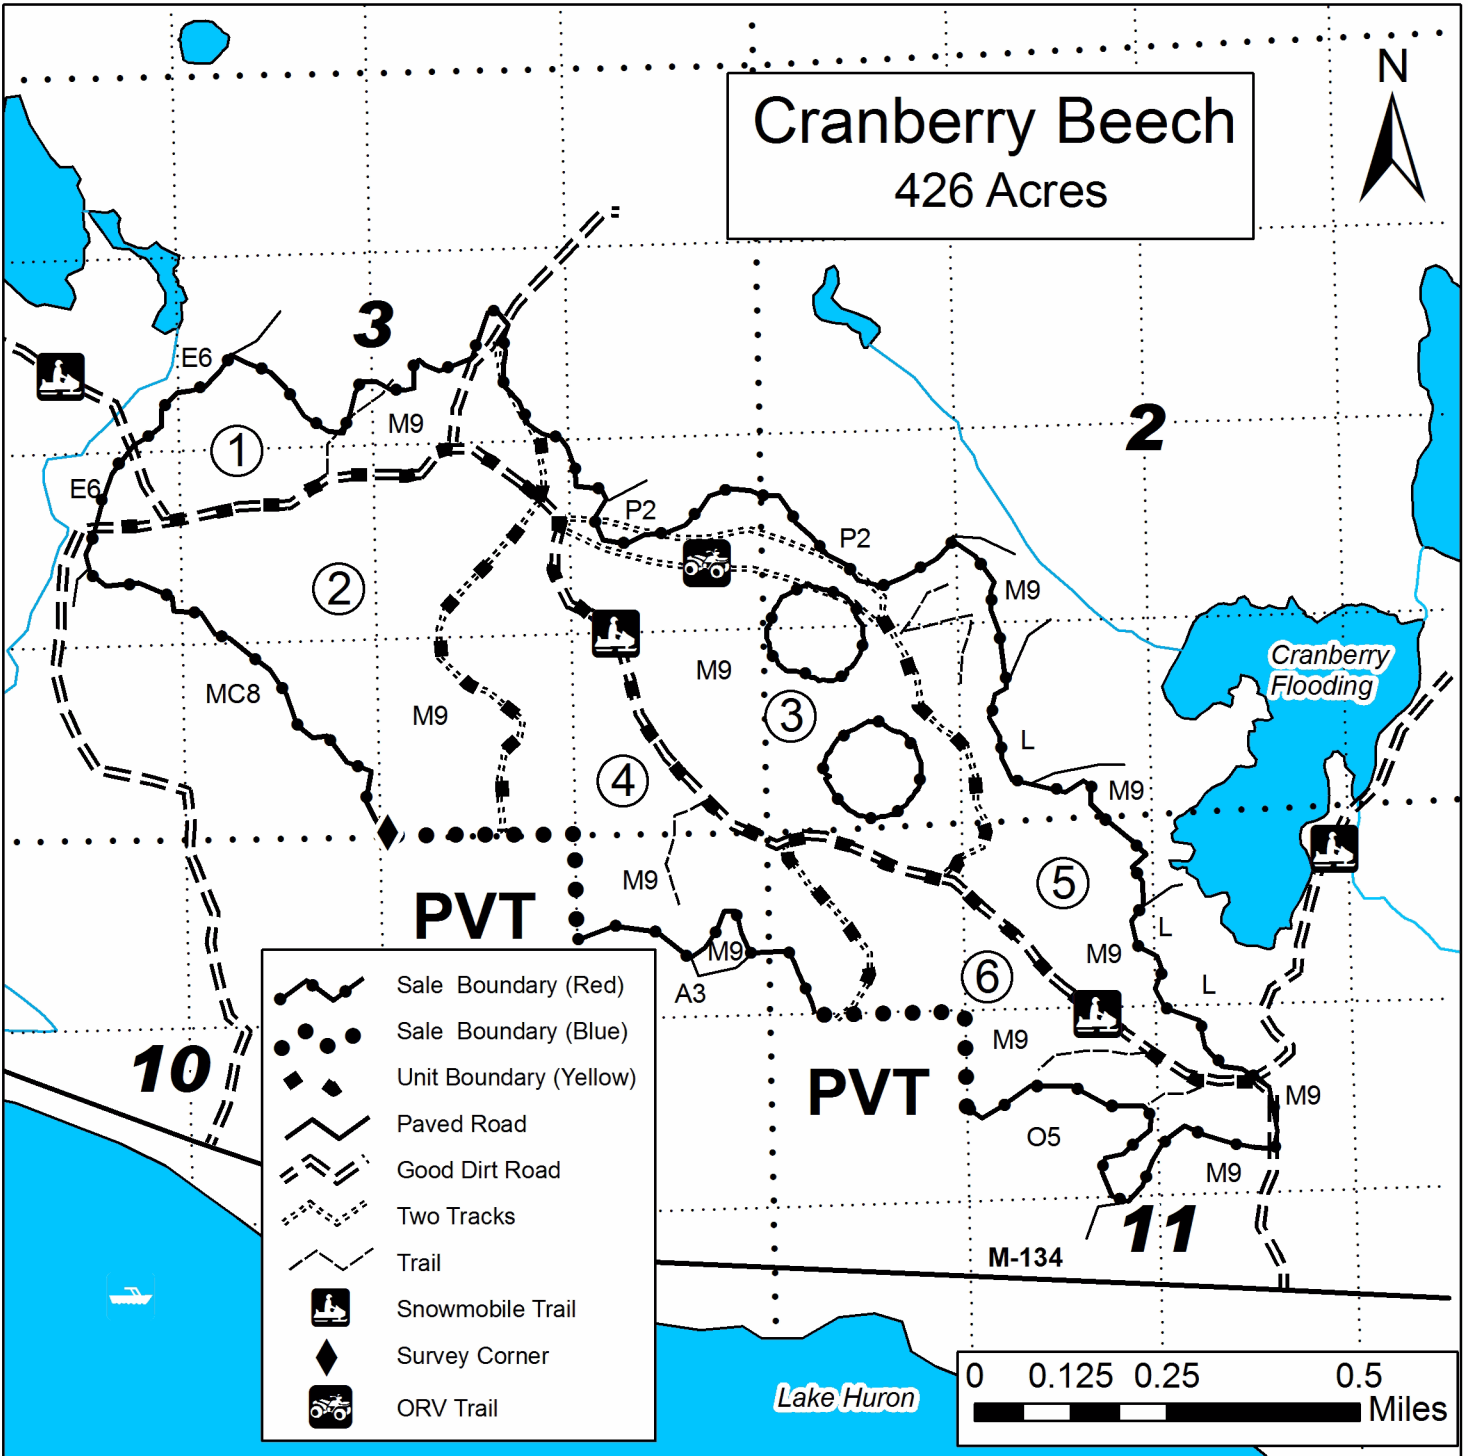 Cranberry Beech
426 Acres
N
3
2
E6
M9
1
E6
P2
P2
2
M9
MC8
M9
M9
3
Cranberry
Flooding
L
4
M9
M9
5
PVT
M9
A3
M9
L
6
L
M9
10
PVT
M9
O5
M9
11
M-134
Sale Boundary (Red)
Sale Boundary (Blue)
Unit Boundary (Yellow)
Paved Road
Good Dirt Road
Two Tracks
Trail
Snowmobile Trail
Survey Corner
ORV Trail
Lake Huron
0 0.125 0.25 0.5
Miles